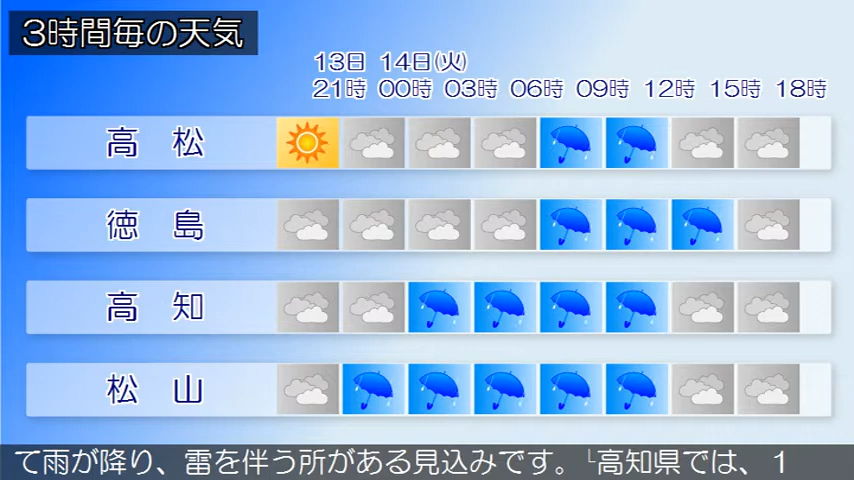 3時間毎の天気
13日 14日(火)
21時 00時 03時 06時 09時 12時 15時 18時
高 松
徳 島
高 知
松 山
て雨が降り、雷を伴う所がある見込みです。└高知県では、1